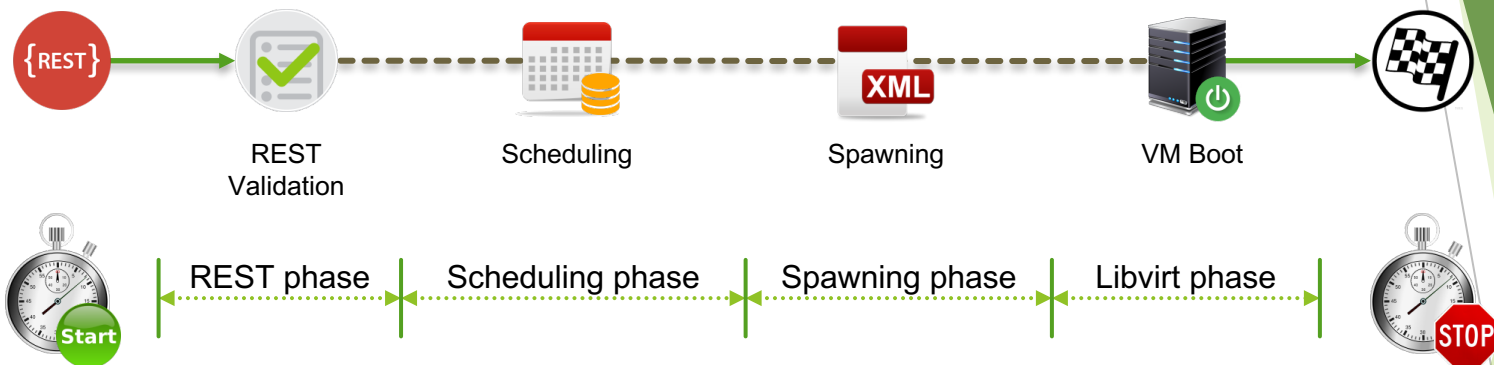 {REST}
XML
REST
Validation
Scheduling
Spawning
VM Boot
REST phase
Scheduling phase
Spawning phase
Libvirt phase
Start
STOP